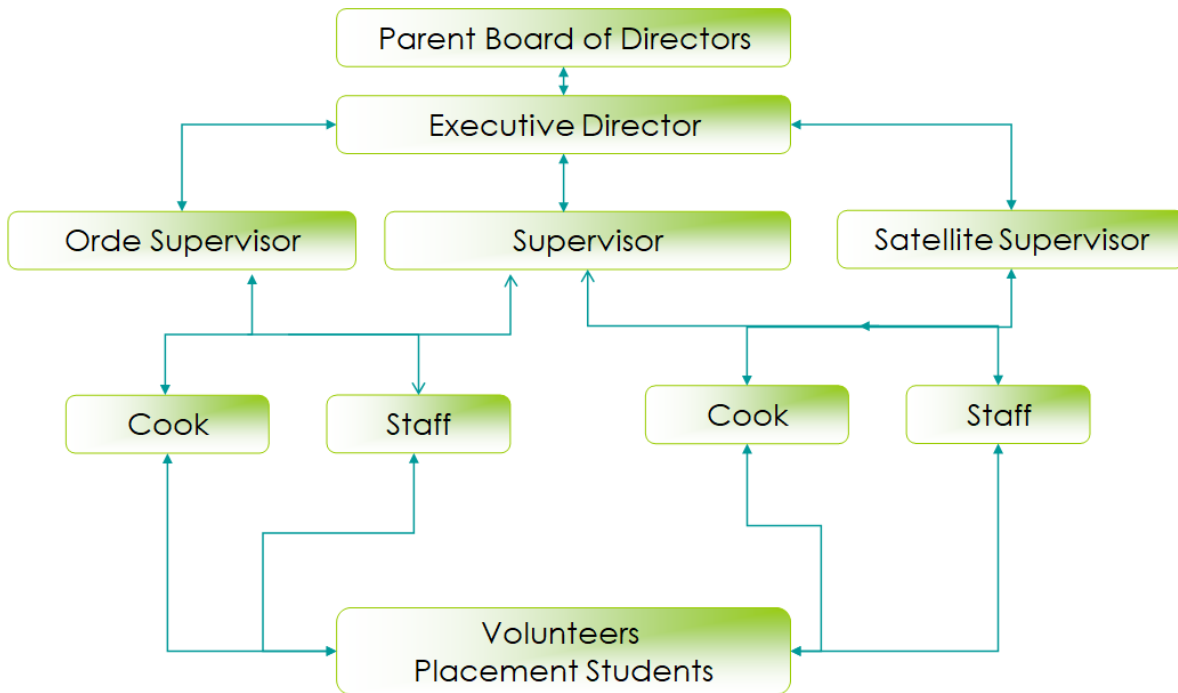 Parent Board of Directors
Executive Director
Orde Supervisor
Supervisor
Satellite Supervisor
Cook
Staff
Cook
Staff
Volunteers
Placement Students